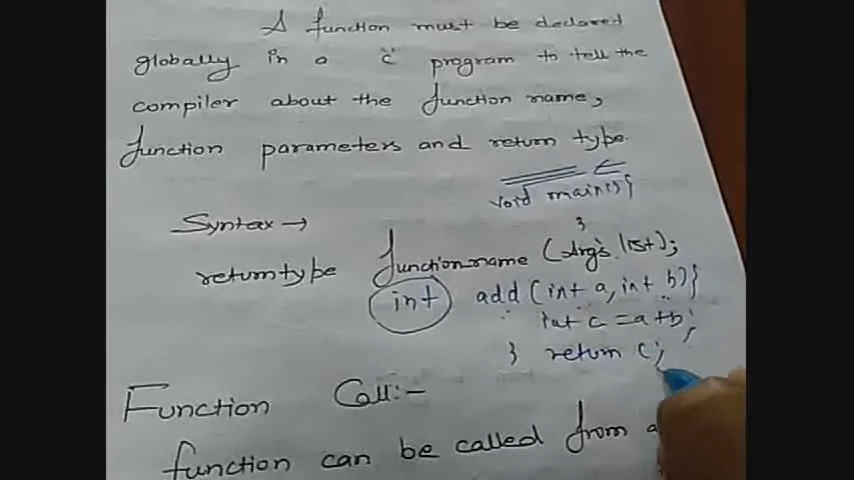 A function must be declared
globally in a "c" program to tell the
compiler about the function name,
function parameters and return type.
void main(){
}
Syntax →
returntype function name (Args list);
int add (int a, int b){
int c = a+b;
} return c;
Function Call:-
function can be called from a